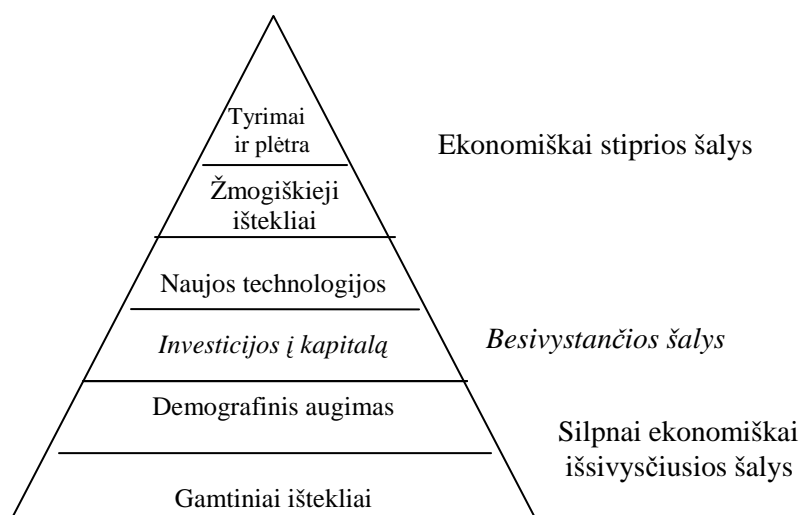 Tyrimai
ir plėtra
Ekonomiškai stiprios šalys
Žmogiškieji
ištekliai
Naujos technologijos
Investicijos į kapitalą
Besivystančios šalys
Demografinis augimas
Silpnai ekonomiškai
išsivysčiusios šalys
Gamtiniai ištekliai